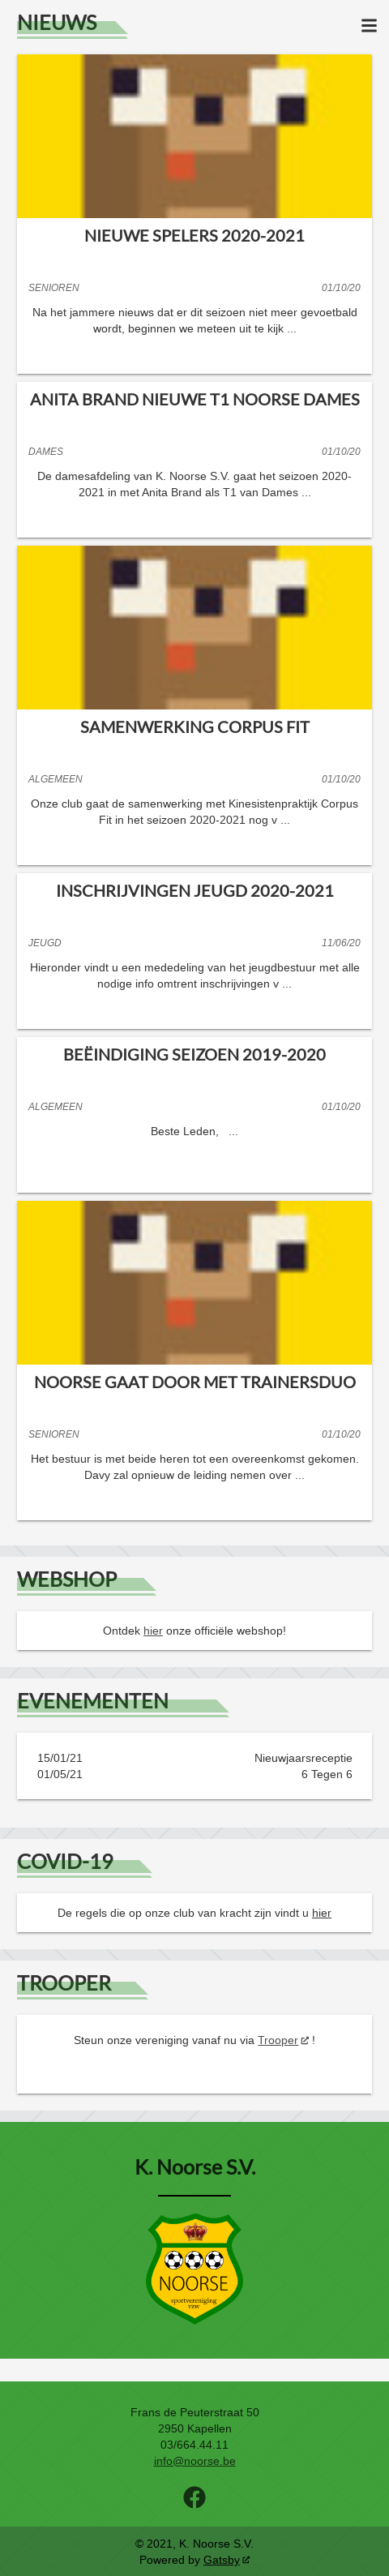 NIEUWS
NIEUWE SPELERS 2020-2021
SENIOREN 01/10/20
Na het jammere nieuws dat er dit seizoen niet meer gevoetbald
wordt, beginnen we meteen uit te kijk ...
ANITA BRAND NIEUWE T1 NOORSE DAMES
DAMES 01/10/20
De damesafdeling van K. Noorse S.V. gaat het seizoen 2020-
2021 in met Anita Brand als T1 van Dames ...
SAMENWERKING CORPUS FIT
ALGEMEEN 01/10/20
Onze club gaat de samenwerking met Kinesistenpraktijk Corpus
Fit in het seizoen 2020-2021 nog v ...
INSCHRIJVINGEN JEUGD 2020-2021
JEUGD 11/06/20
Hieronder vindt u een mededeling van het jeugdbestuur met alle
nodige info omtrent inschrijvingen v ...
BEËINDIGING SEIZOEN 2019-2020
ALGEMEEN 01/10/20
Beste Leden, ...
NOORSE GAAT DOOR MET TRAINERSDUO
SENIOREN 01/10/20
Het bestuur is met beide heren tot een overeenkomst gekomen.
Davy zal opnieuw de leiding nemen over ...
WEBSHOP
Ontdek hier onze officiële webshop!
EVENEMENTEN
15/01/21 Nieuwjaarsreceptie
01/05/21 6 Tegen 6
COVID-19
De regels die op onze club van kracht zijn vindt u hier
TROOPER
Steun onze vereniging vanaf nu via Trooper !
K. Noorse S.V.
NOORSE
sportvereniging
vzw
Frans de Peuterstraat 50
2950 Kapellen
03/664.44.11
info@noorse.be
© 2021, K. Noorse S.V.
Powered by Gatsby